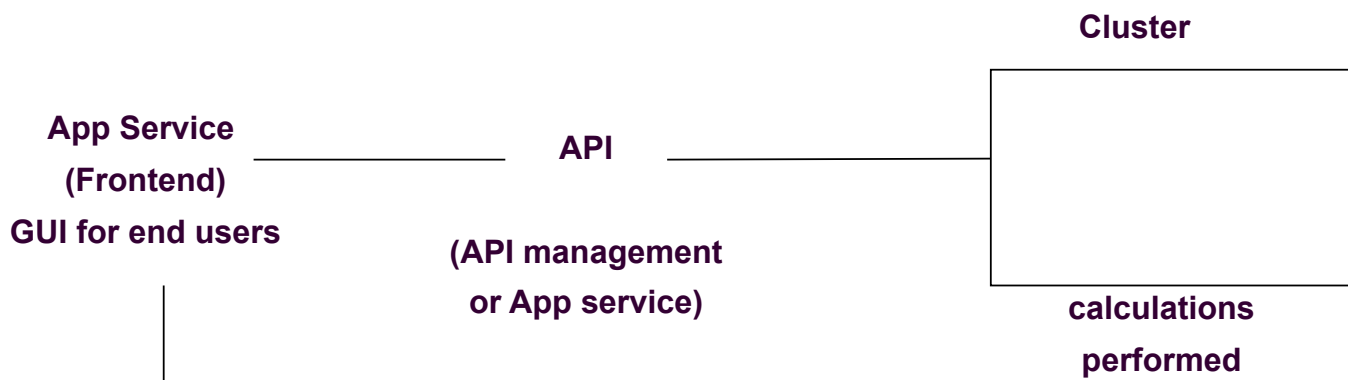 Cluster
App Service
(Frontend)
GUI for end users
API
(API management
or App service)
calculations
performed